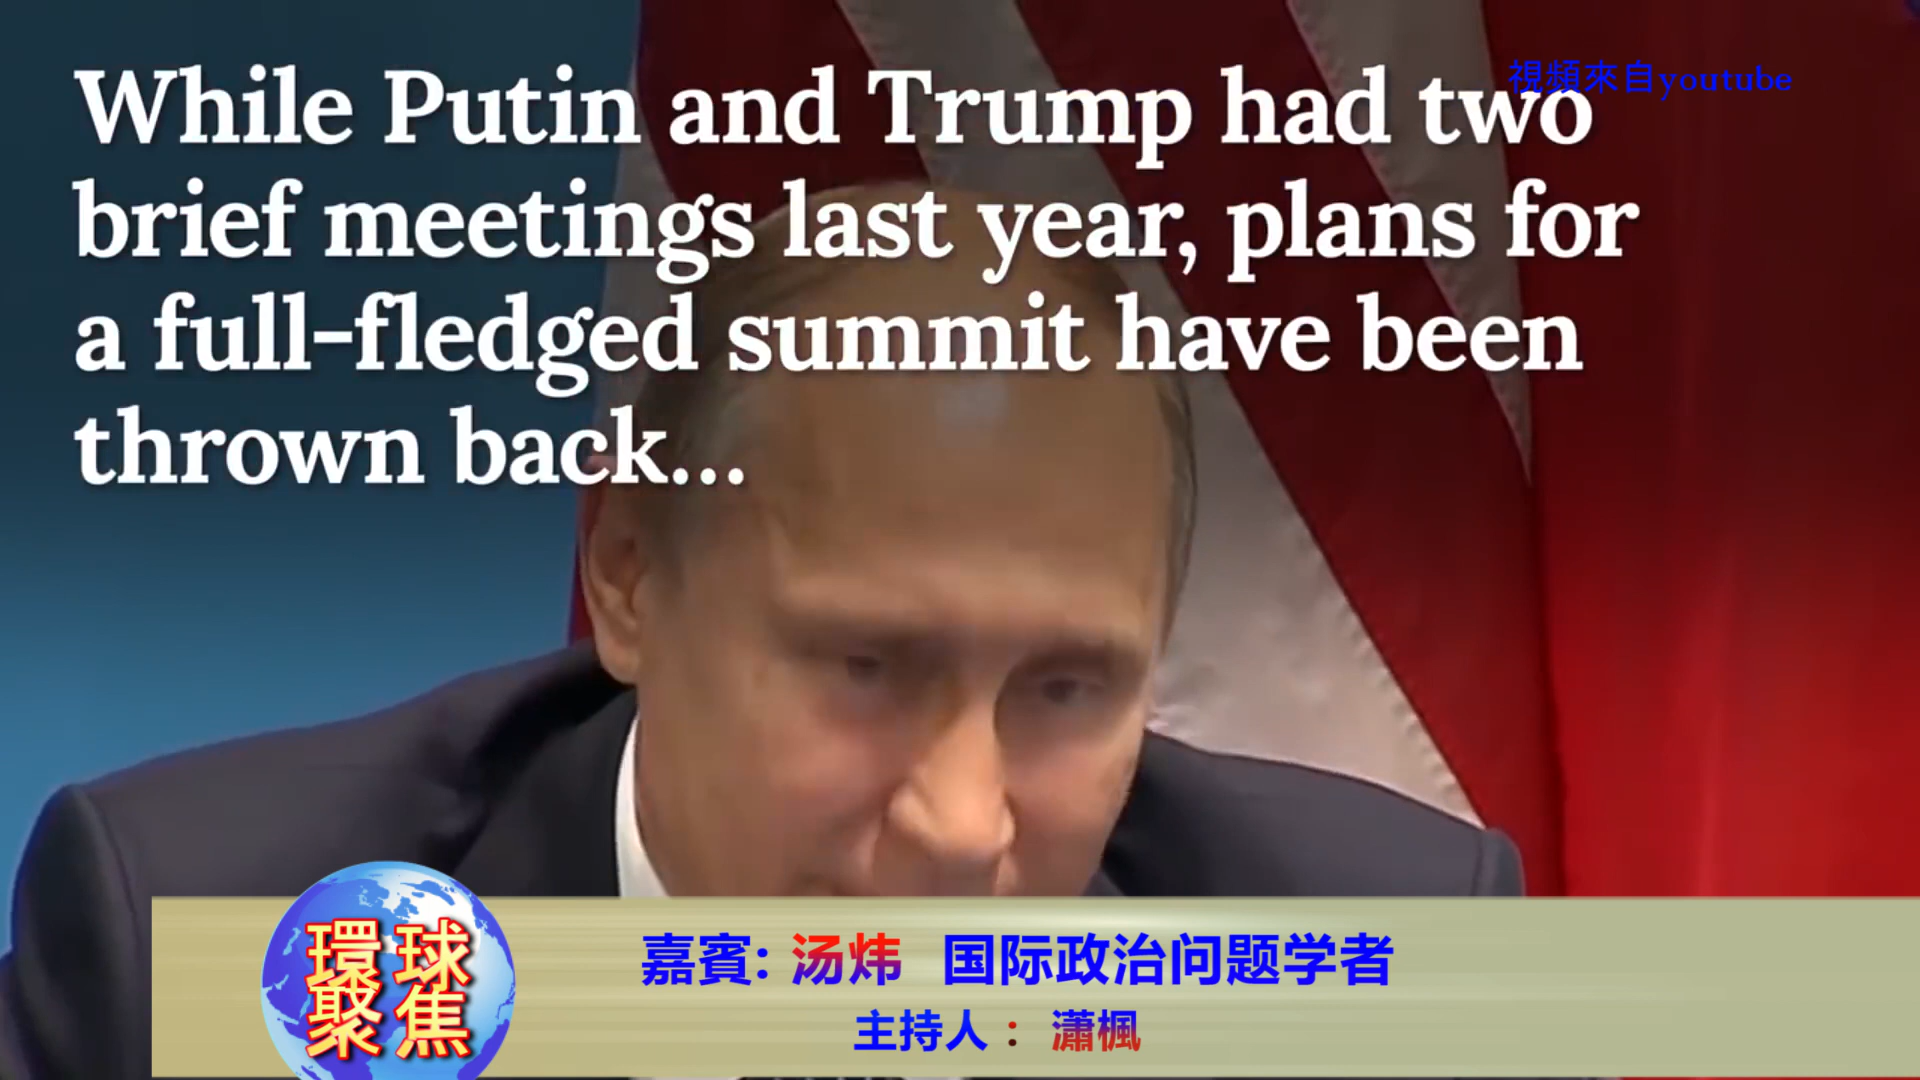 視頻來自youtube
While Putin and Trump had two
brief meetings last year, plans for
a full-fledged summit have been
thrown back...
環球
聚焦
嘉賓: 汤炜 国际政治问题学者
主持人： 瀟楓